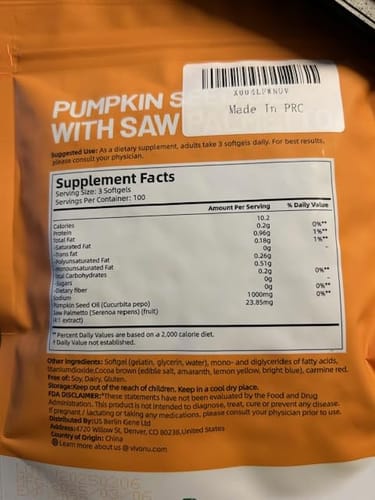 X004LPWNOV
Made In PRC
PUMPKIN S
WITH SAW
Suggested Use: As a dietary supplement, adults take 3 softgels daily. For best results,
please consult your physician.
Supplement Facts
Serving Size: 3 Softgels
Servings Per Container: 100
Amount Per Serving % Daily Value
Calories 10.2
Protein 0.2g 0%**
Total Fat 0.96g 1%**
-Saturated Fat 0.18g 1%**
-Trans fat 0g -
-Polyunsaturated Fat 0.26g
-Monounsaturated Fat 0.51g
Total Carbohydrates 0.2g 0%**
-Sugars 0g -
-Dietary fiber 0g 0%**
Sodium 0g 0%**
Pumpkin Seed Oil (Cucurbita pepo) 1000mg
Saw Palmetto (Serenoa repens) (fruit) 23.85mg
(4:1 extract)
** Percent Daily Values are based on a 2,000 calorie diet.
† Daily Value not established.
Other ingredients: Softgel (gelatin, glycerin, water), mono- and diglycerides of fatty acids,
titaniumdioxide,Cocoa brown (edible salt, amaranth, lemon yellow, bright blue), carmine red.
Free of: Soy, Dairy, Gluten.
Storage:Keep out of the reach of children. Keep in a cool dry place.
FDA DISCLAIMER:*These statements have not been evaluated by the Food and Drug
Administration. This product is not intended to diagnose, treat, cure or prevent any disease.
If pregnant / lactating or taking any medications, please consult your physician prior to use.
Distributed By:US Berlin Gene Ltd
Address:4720 Willow St, Denver, CO 80238,United States
Country of Origin: China
Learn more about us @ vivonu.com